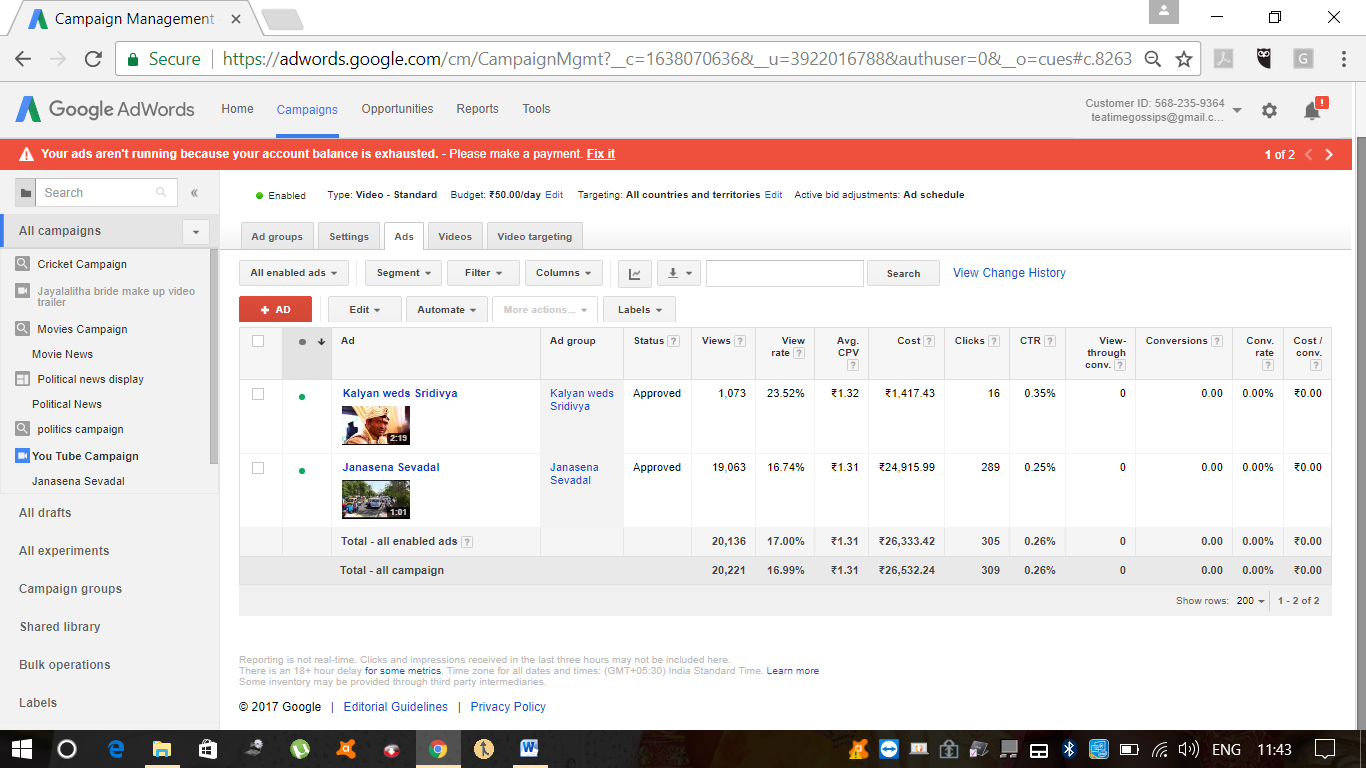 Campaign Management
Secure
https://adwords.google.com/cm/CampaignMgmt?__c=1638070636&__u=3922016788&authuser=0&__o=cues#c.8263
Google AdWords
Home
Campaigns
Opportunities
Reports
Tools
Customer ID: 568-235-9364
teatimegossips@gmail.c...
Your ads aren't running because your account balance is exhausted. - Please make a payment. Fix it
1 of 2
Search
«
All campaigns
Cricket Campaign
Jayalalitha bride make up video
trailer
Movies Campaign
Movie News
Political news display
Political News
politics campaign
You Tube Campaign
Janasena Sevadal
All drafts
All experiments
Campaign groups
Shared library
Bulk operations
Labels
Enabled Type: Video - Standard Budget: ₹50.00/day Edit Targeting: All countries and territories Edit Active bid adjustments: Ad schedule
Ad groups
Settings
Ads
Videos
Video targeting
All enabled ads
Segment
Filter
Columns
Search
View Change History
+ AD
Edit
Automate
More actions...
Labels
Ad
Ad group
Status ?
Views ?
View
rate ?
Avg.
CPV
?
Cost ?
Clicks ?
CTR ?
View-
through
conv. ?
Conversions ?
Conv.
rate
?
Cost /
conv.
?
Kalyan weds Sridivya
2:19
Kalyan weds
Sridivya
Approved 1,073 23.52% ₹1.32 ₹1,417.43 16 0.35% 0 0.00 0.00% ₹0.00
Janasena Sevadal
1:01
Janasena
Sevadal
Approved 19,063 16.74% ₹1.31 ₹24,915.99 289 0.25% 0 0.00 0.00% ₹0.00
Total - all enabled ads ? 20,136 17.00% ₹1.31 ₹26,333.42 305 0.26% 0 0.00 0.00% ₹0.00
Total - all campaign 20,221 16.99% ₹1.31 ₹26,532.24 309 0.26% 0 0.00 0.00% ₹0.00
Show rows: 200 1 - 2 of 2
Reporting is not real-time. Clicks and impressions received in the last three hours may not be included here.
There is an 18+ hour delay for some metrics. Time zone for all dates and times: (GMT+05:30) India Standard Time. Learn more
Some inventory may be provided through third party intermediaries.
© 2017 Google | Editorial Guidelines | Privacy Policy
ENG 11:43